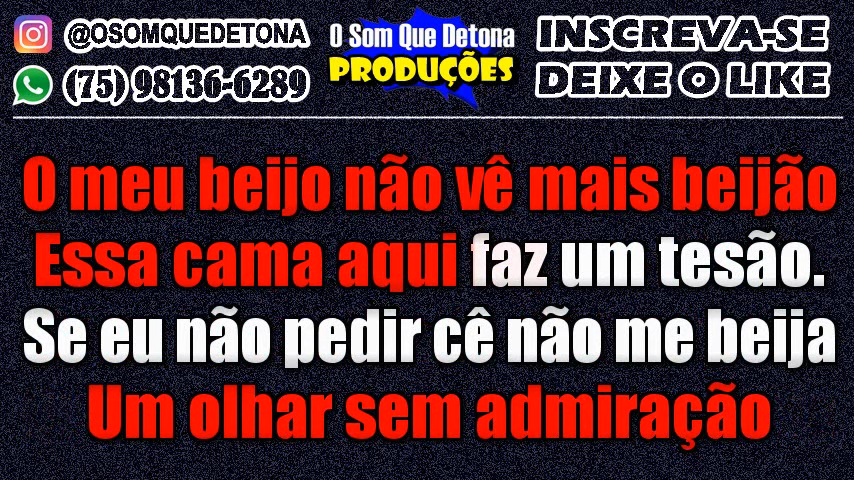 @OSOMQUEDETONA
(75) 98136-6289
O Som Que Detona
PRODUÇÕES
INSCREVA-SE
DEIXE O LIKE
O meu beijo não vê mais beijão
Essa cama aqui faz um tesão.
Se eu não pedir cê não me beija
Um olhar sem admiração